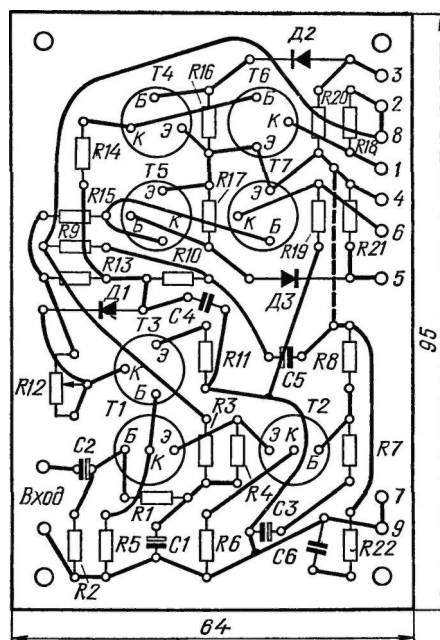 Д2
Т4 R16 Т6
3
Б Б R20
2
К Э К R18 8
R14 Э 1
Т5 Т7
Э R17 Э 4
R15 К К
R9 Б Б R19 R21 6
R10
R13 Д3 5
Д1 С4
Т3
Э
R11 С5 R8
R12 К
Т1 Б
R3 Т2
С2 Б К Э Э К Б R7
Вход R1 R4 С3 7
9
R5 С1 R6 С6 R22
R2
95
64